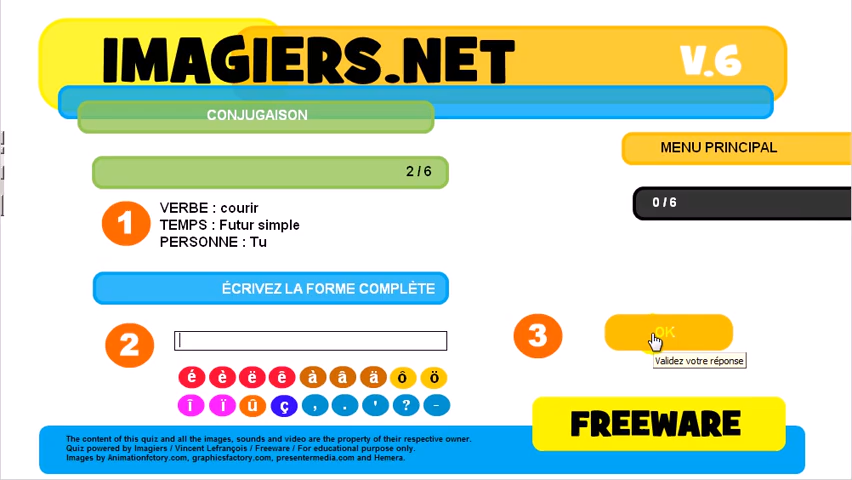 IMAGIERS.NET
V.6
CONJUGAISON
MENU PRINCIPAL
2 / 6
0 / 6
1
VERBE : courir
TEMPS : Futur simple
PERSONNE : Tu
ÉCRIVEZ LA FORME COMPLÈTE
2
3
OK
Validez votre réponse
é è ë ê à â ä ô ö
î ï û ç , . ' ? -
FREEWARE
The content of this quiz and all the images, sounds and video are the property of their respective owner.
Quiz powered by Imagiers / Vincent Lefrançois / Freeware / For educational purpose only.
Images by Animationfctory.com, graphicsfactory.com, presentermedia.com and Hemera.